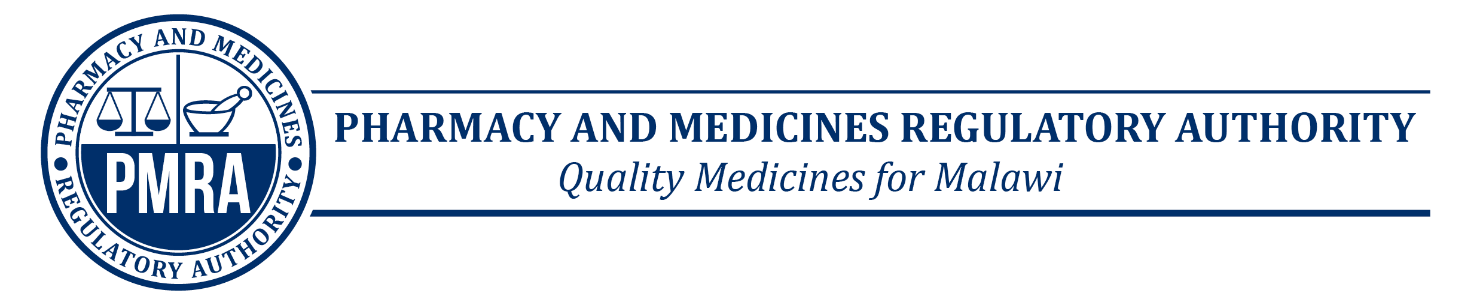 PHARMACY AND MEDICINES
REGULATORY AUTHORITY
PMRA
PHARMACY AND MEDICINES REGULATORY AUTHORITY
Quality Medicines for Malawi